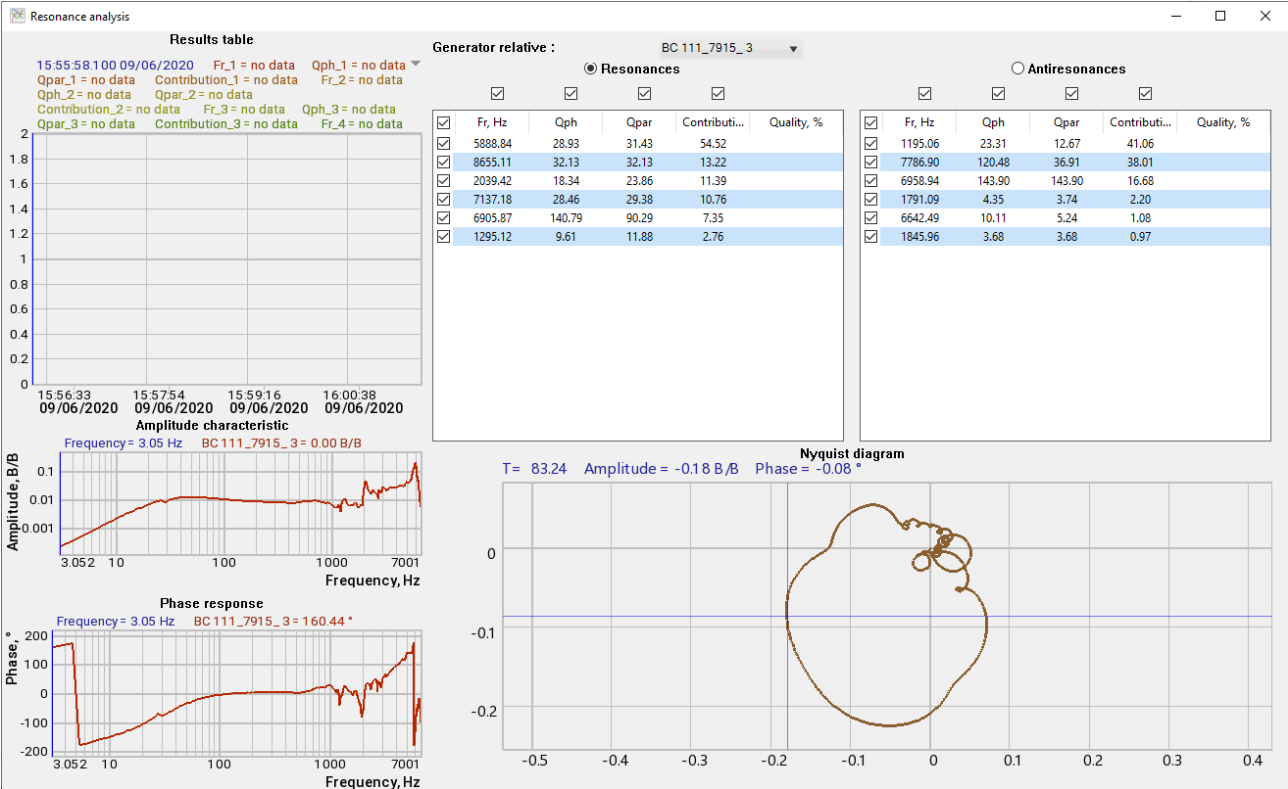 Resonance analysis
Results table
15:55:58.100 09/06/2020 Fr_1 = no data Qph_1 = no data
Qpar_1 = no data Contribution_1 = no data Fr_2 = no data
Qph_2 = no data Qpar_2 = no data
Contribution_2 = no data Fr_3 = no data Qph_3 = no data
Qpar_3 = no data Contribution_3 = no data Fr_4 = no data
2
1.8
1.6
1.4
1.2
1
0.8
0.6
0.4
0.2
0
15:56:33 15:57:54 15:59:16 16:00:38
09/06/2020 09/06/2020 09/06/2020 09/06/2020
Generator relative : BC 111_7915_ 3
Resonances
Fr, Hz Qph Qpar Contributi... Quality, %
5888.84 28.93 31.43 54.52
8655.11 32.13 32.13 13.22
2039.42 18.34 23.86 11.39
7137.18 28.46 29.38 10.76
6905.87 140.79 90.29 7.35
1295.12 9.61 11.88 2.76
Antiresonances
Fr, Hz Qph Qpar Contributi... Quality, %
1195.06 23.31 12.67 41.06
7786.90 120.48 36.91 38.01
6958.94 143.90 143.90 16.68
1791.09 4.35 3.74 2.20
6642.49 10.11 5.24 1.08
1845.96 3.68 3.68 0.97
Amplitude characteristic
Frequency = 3.05 Hz BC 111_7915_ 3 = 0.00 B/B
Amplitude, B/B
0.1
0.01
0.001
3.052 10 100 1000 7001
Frequency, Hz
Phase response
Frequency = 3.05 Hz BC 111_7915_ 3 = 160.44 °
Phase, °
200
100
0
-100
-200
3.052 10 100 1000 7001
Frequency, Hz
Nyquist diagram
T= 83.24 Amplitude = -0.18 B/B Phase = -0.08 °
0
-0.1
-0.2
-0.5 -0.4 -0.3 -0.2 -0.1 0 0.1 0.2 0.3 0.4